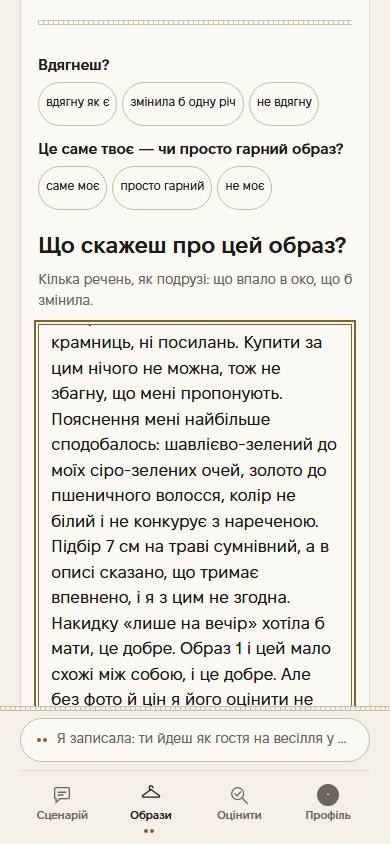 Вдягнеш?
вдягну як є
змінила б одну річ
не вдягну
Це саме твоє — чи просто гарний образ?
саме моє
просто гарний
не моє
Що скажеш про цей образ?
Кілька речень, як подрузі: що впало в око, що б
змінила.
крамниць, ні посилань. Купити за
цим нічого не можна, тож не
збагну, що мені пропонують.
Пояснення мені найбільше
сподобалось: шавлієво-зелений до
моїх сіро-зелених очей, золото до
пшеничного волосся, колір не
білий і не конкурує з нареченою.
Підбір 7 см на траві сумнівний, а в
описі сказано, що тримає
впевнено, і я з цим не згодна.
Накидку «лише на вечір» хотіла б
мати, це добре. Образ 1 і цей мало
схожі між собою, і це добре. Але
без фото й цін я його оцінити не
Я записала: ти йдеш як гостя на весілля у ...
Сценарій
Образи
Оцінити
Профіль